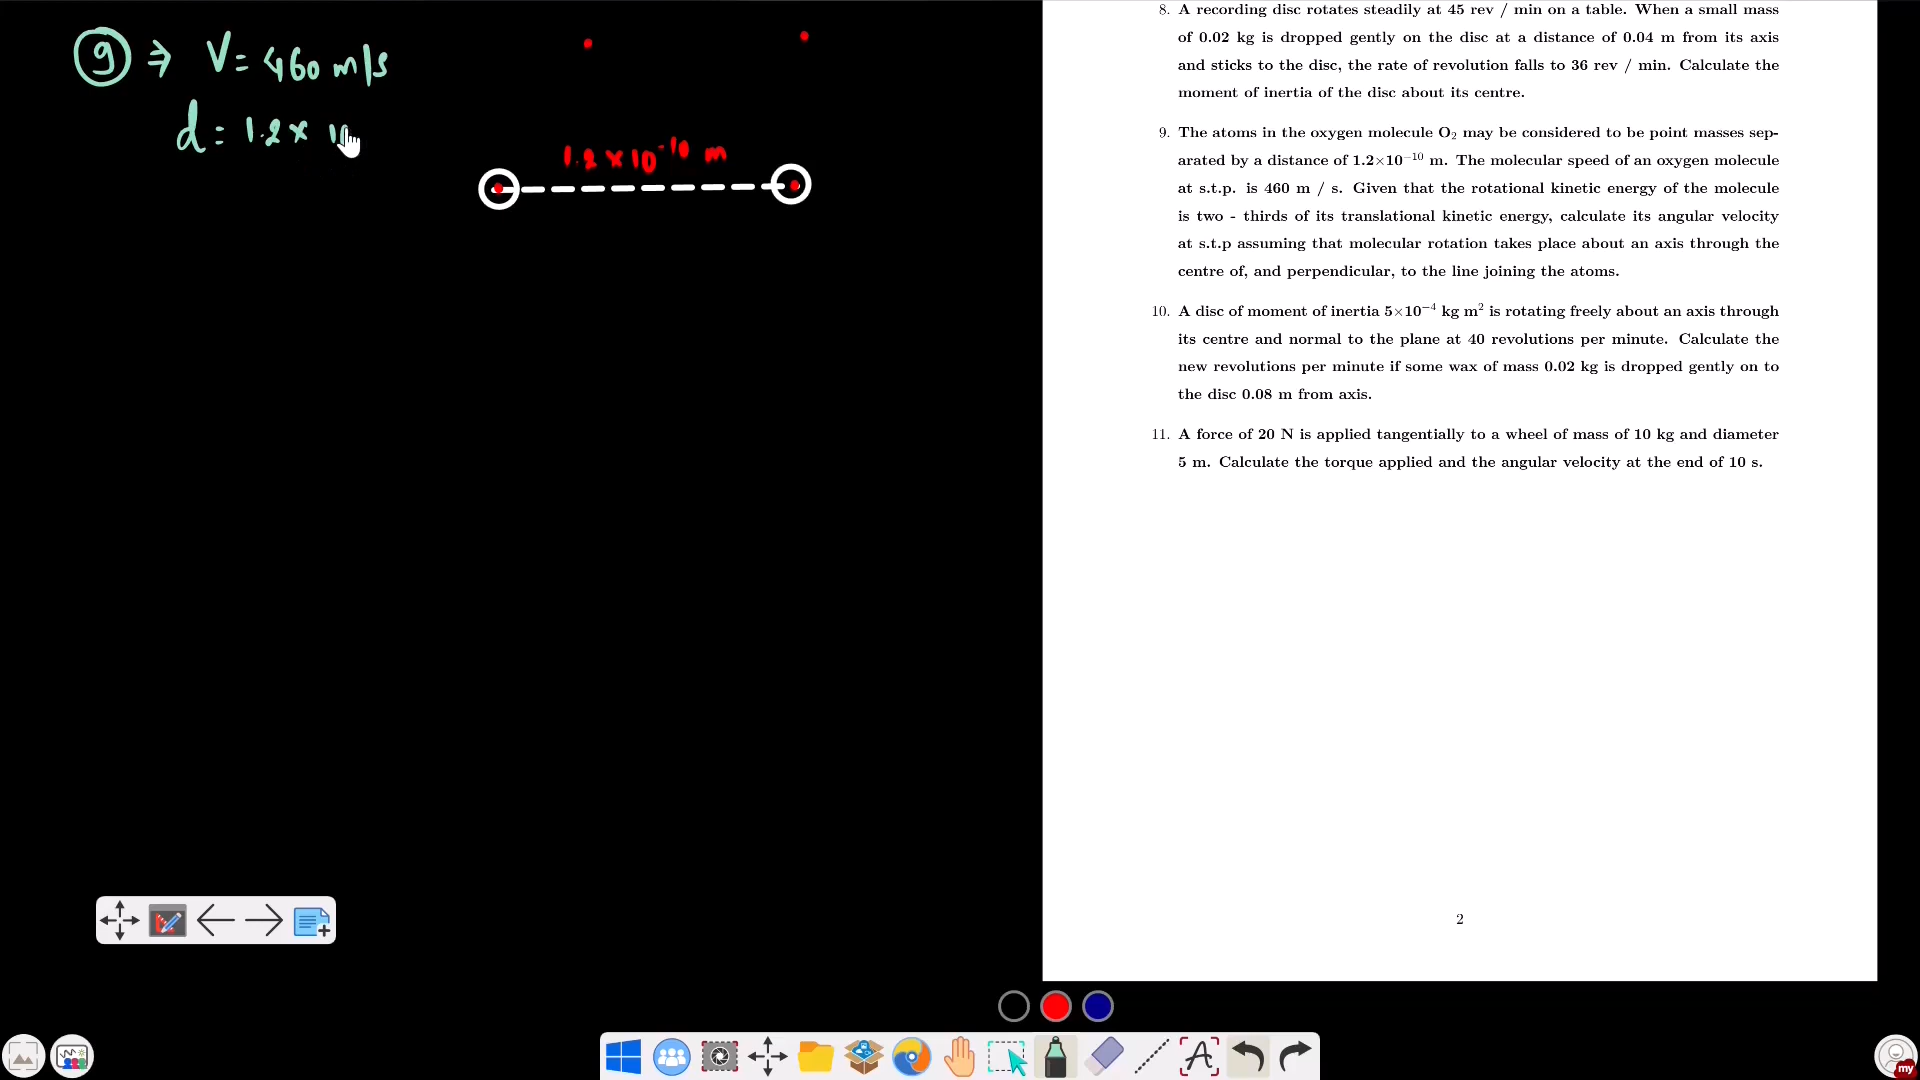 ⑨ ⇒ V = 460 m/s
d = 1.2 × 10
1.2 × 10⁻¹⁰ m
8. A recording disc rotates steadily at 45 rev / min on a table. When a small mass
of 0.02 kg is dropped gently on the disc at a distance of 0.04 m from its axis
and sticks to the disc, the rate of revolution falls to 36 rev / min. Calculate the
moment of inertia of the disc about its centre.
9. The atoms in the oxygen molecule O₂ may be considered to be point masses sep-
arated by a distance of 1.2×10⁻¹⁰ m. The molecular speed of an oxygen molecule
at s.t.p. is 460 m / s. Given that the rotational kinetic energy of the molecule
is two - thirds of its translational kinetic energy, calculate its angular velocity
at s.t.p assuming that molecular rotation takes place about an axis through the
centre of, and perpendicular, to the line joining the atoms.
10. A disc of moment of inertia 5×10⁻⁴ kg m² is rotating freely about an axis through
its centre and normal to the plane at 40 revolutions per minute. Calculate the
new revolutions per minute if some wax of mass 0.02 kg is dropped gently on to
the disc 0.08 m from axis.
11. A force of 20 N is applied tangentially to a wheel of mass of 10 kg and diameter
5 m. Calculate the torque applied and the angular velocity at the end of 10 s.
2
my